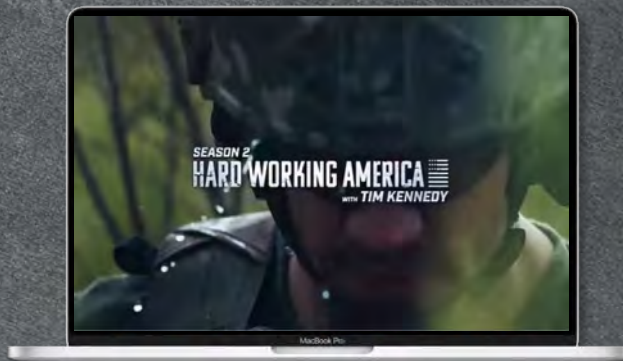 SEASON 2
HARD WORKING AMERICA
WITH TIM KENNEDY
MacBook Pro